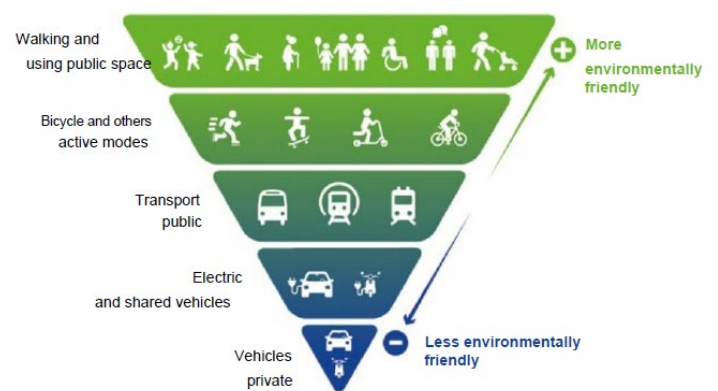 Walking and
using public space
More
environmentally
friendly
Bicycle and others
active modes
Transport
public
Electric
and shared vehicles
Less environmentally
friendly
Vehicles
private